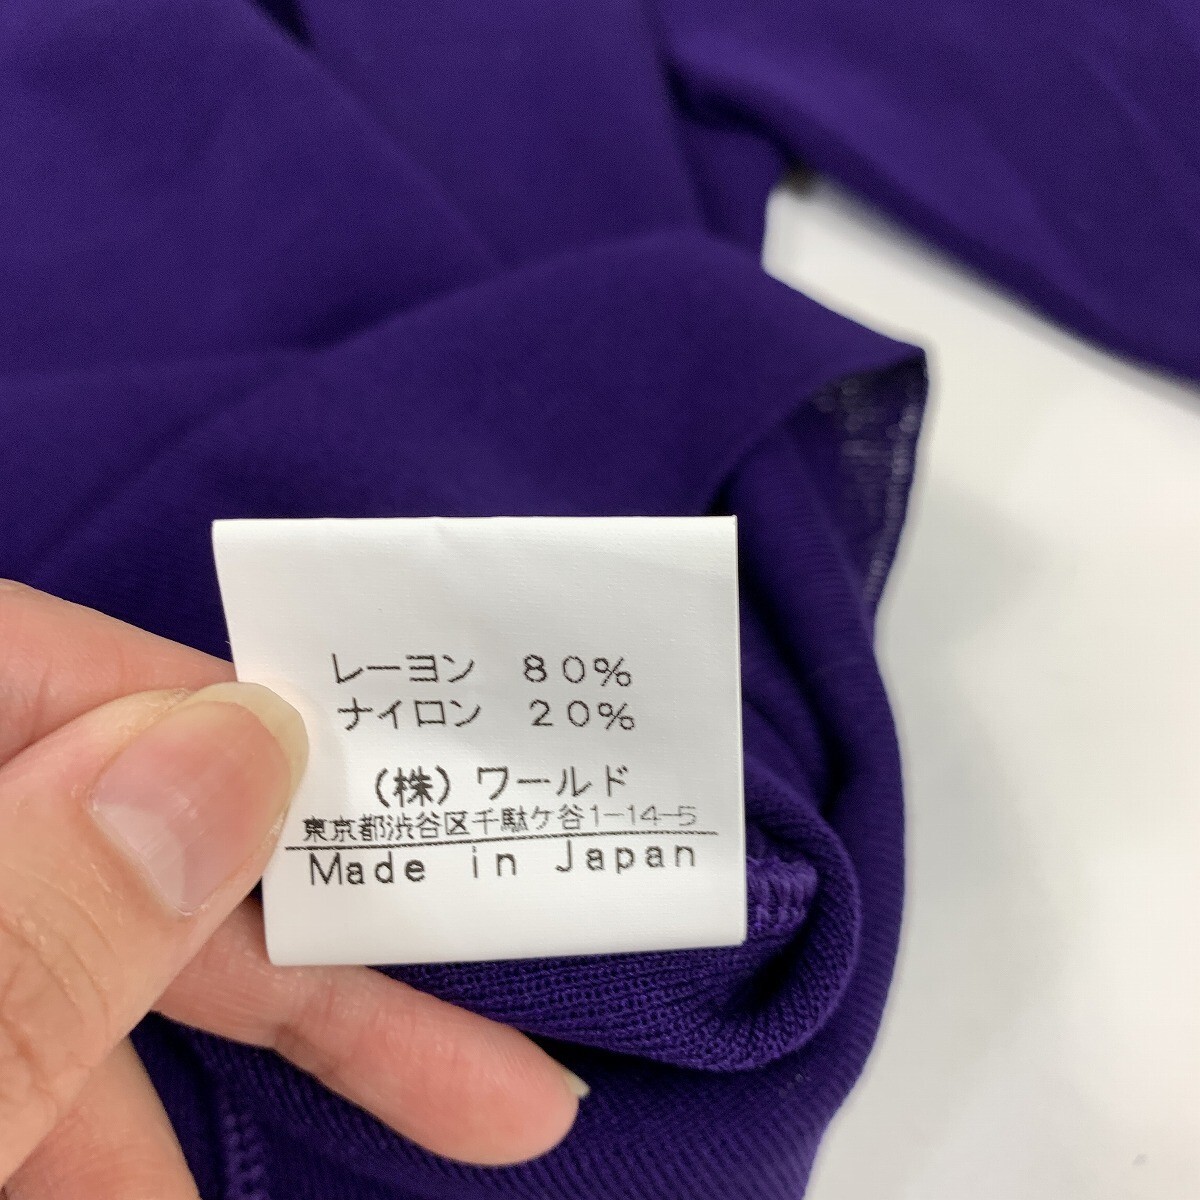 レーヨン 80%
ナイロン 20%
(株)ワールド
東京都渋谷区千駄ケ谷1-14-5
Made in Japan